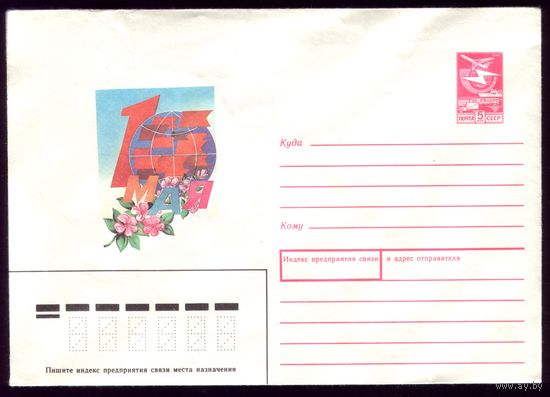 1
МАЯ
ПОЧТА 5 СССР
Куда
Кому
Индекс предприятия связи и адрес отправителя
Пишите индекс предприятия связи места назначения
www.ay.by